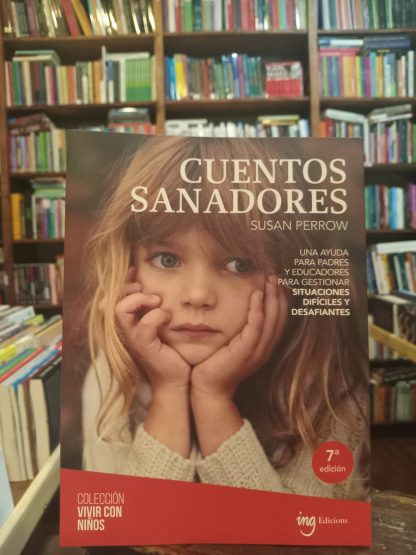 CUENTOS
SANADORES
SUSAN PERROW
UNA AYUDA
PARA PADRES
Y EDUCADORES
PARA GESTIONAR
SITUACIONES
DIFÍCILES Y
DESAFIANTES
7ª
edición
COLECCIÓN
VIVIR CON
NIÑOS
ing Edicions